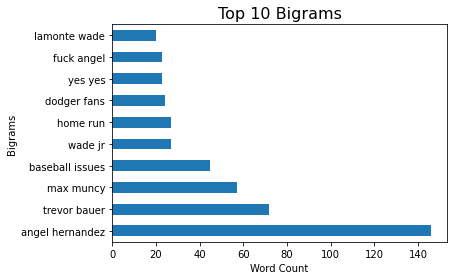 Top 10 Bigrams
Bigrams
lamonte wade
fuck angel
yes yes
dodger fans
home run
wade jr
baseball issues
max muncy
trevor bauer
angel hernandez
0 20 40 60 80 100 120 140
Word Count